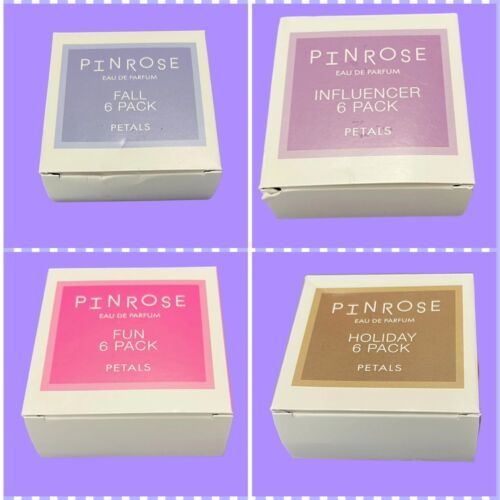 PINROSE
EAU DE PARFUM
FALL
6 PACK
PETALS
PINROSE
EAU DE PARFUM
INFLUENCER
6 PACK
PETALS
PINROSE
EAU DE PARFUM
FUN
6 PACK
PETALS
PINROSE
EAU DE PARFUM
HOLIDAY
6 PACK
PETALS